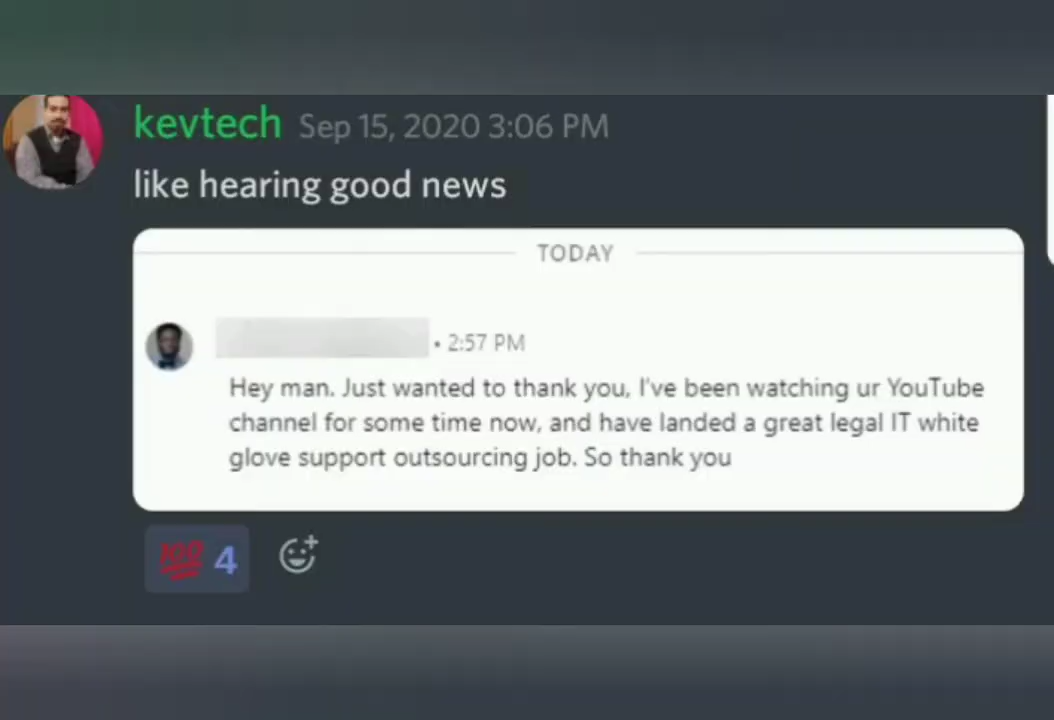 kevtech Sep 15, 2020 3:06 PM
like hearing good news
TODAY
• 2:57 PM
Hey man. Just wanted to thank you, I've been watching ur YouTube
channel for some time now, and have landed a great legal IT white
glove support outsourcing job. So thank you
100 4